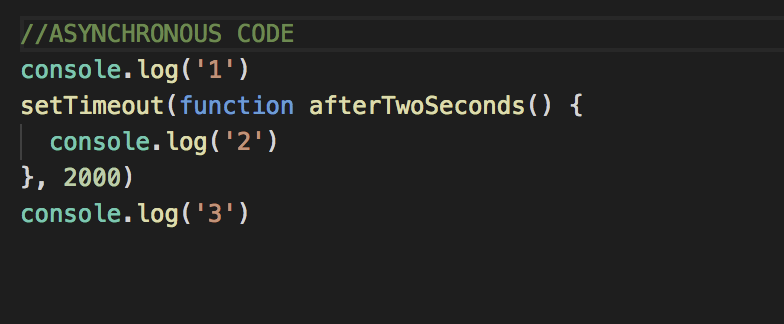 //ASYNCHRONOUS CODE
console.log('1')
setTimeout(function afterTwoSeconds() {
  console.log('2')
}, 2000)
console.log('3')